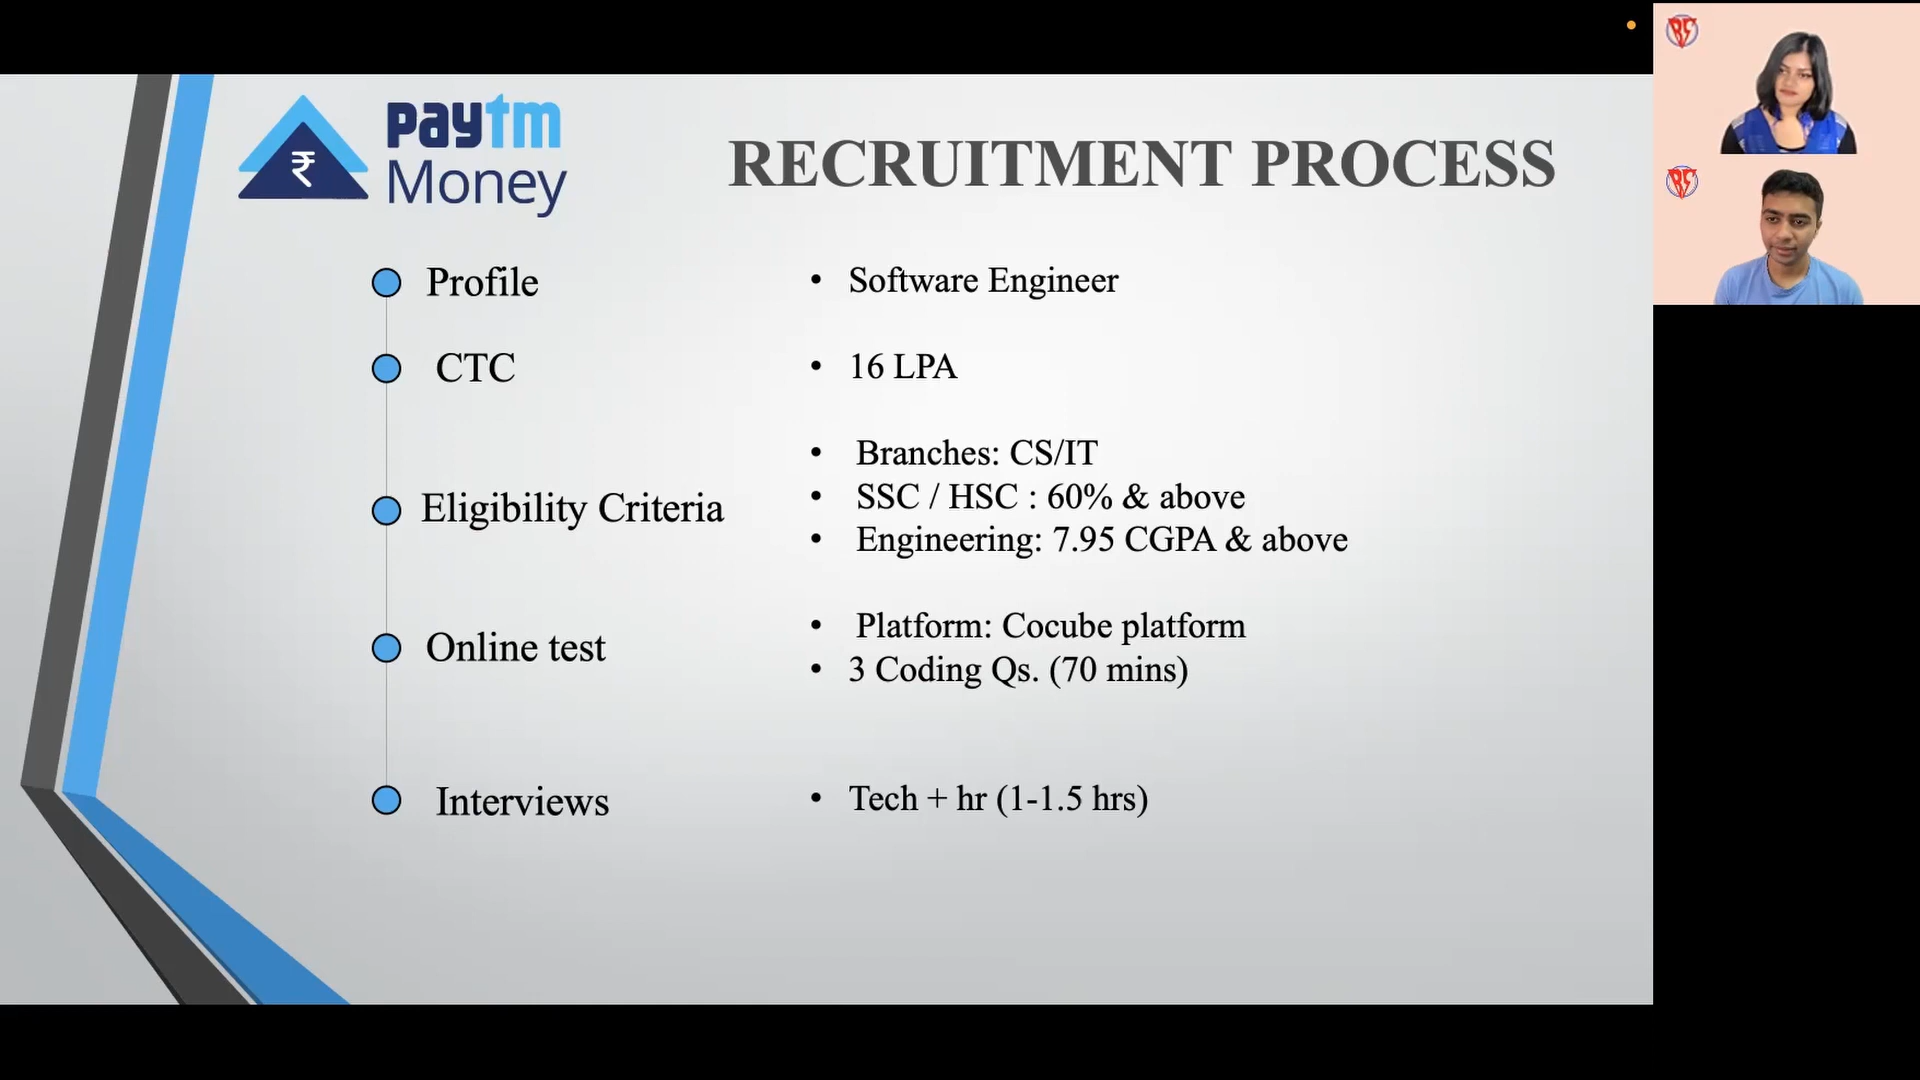 paytm
Money
₹
RECRUITMENT PROCESS
Profile
• Software Engineer
CTC
• 16 LPA
Eligibility Criteria
• Branches: CS/IT
• SSC / HSC : 60% & above
• Engineering: 7.95 CGPA & above
Online test
• Platform: Cocube platform
• 3 Coding Qs. (70 mins)
Interviews
• Tech + hr (1-1.5 hrs)